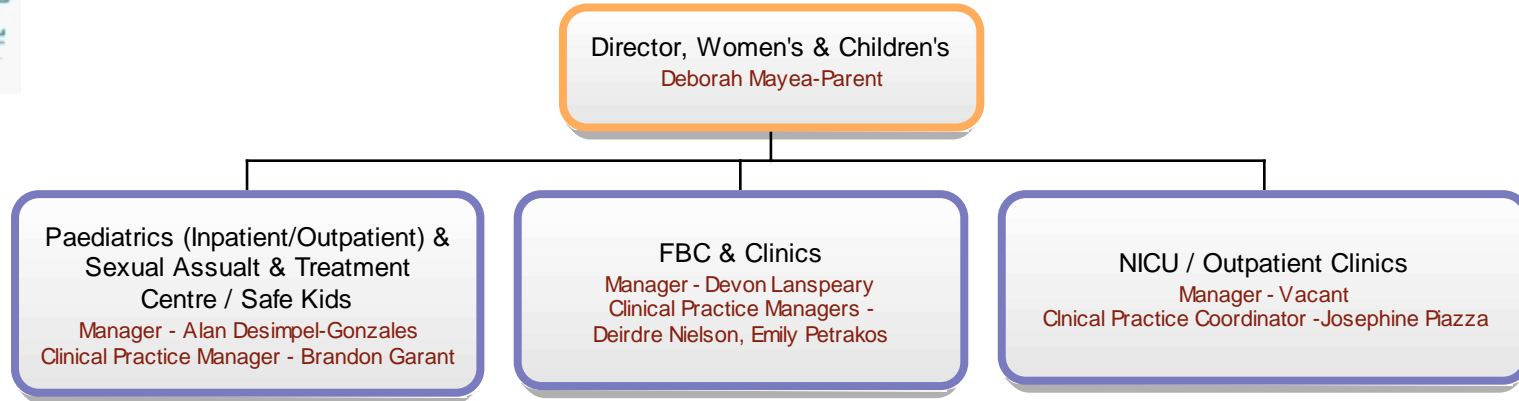 Director, Women's & Children's
Deborah Mayea-Parent
Paediatrics (Inpatient/Outpatient) &
Sexual Assualt & Treatment
Centre / Safe Kids
Manager - Alan Desimpel-Gonzales
Clinical Practice Manager - Brandon Garant
FBC & Clinics
Manager - Devon Lanspeary
Clinical Practice Managers -
Deirdre Nielson, Emily Petrakos
NICU / Outpatient Clinics
Manager - Vacant
Clnical Practice Coordinator -Josephine Piazza